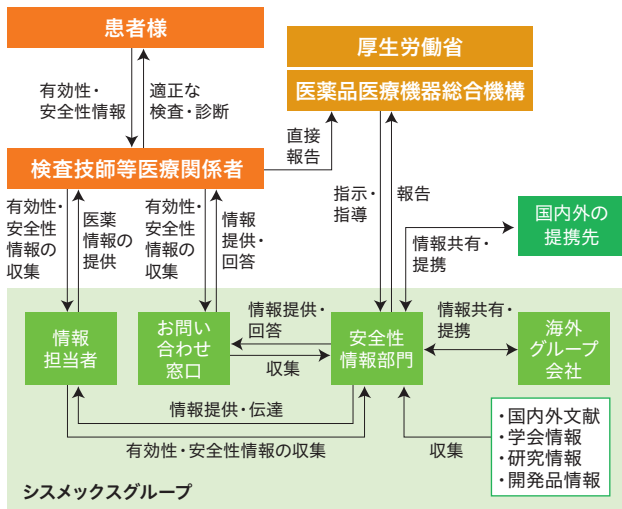 患者様
厚生労働省
医薬品医療機器総合機構
有効性・
安全性情報
適正な
検査・診断
直接
報告
検査技師等医療関係者
有効性・
安全性
情報の
収集
医薬
情報の
提供
有効性・
安全性
情報の
収集
情報
提供・
回答
指示・
指導
報告
国内外の
提携先
情報共有・
提携
情報
担当者
お問い
合わせ
窓口
情報提供・
回答
収集
安全性
情報部門
情報共有・
提携
海外
グループ
会社
情報提供・伝達
有効性・安全性情報の収集
収集
・国内外文献
・学会情報
・研究情報
・開発品情報
シスメックスグループ